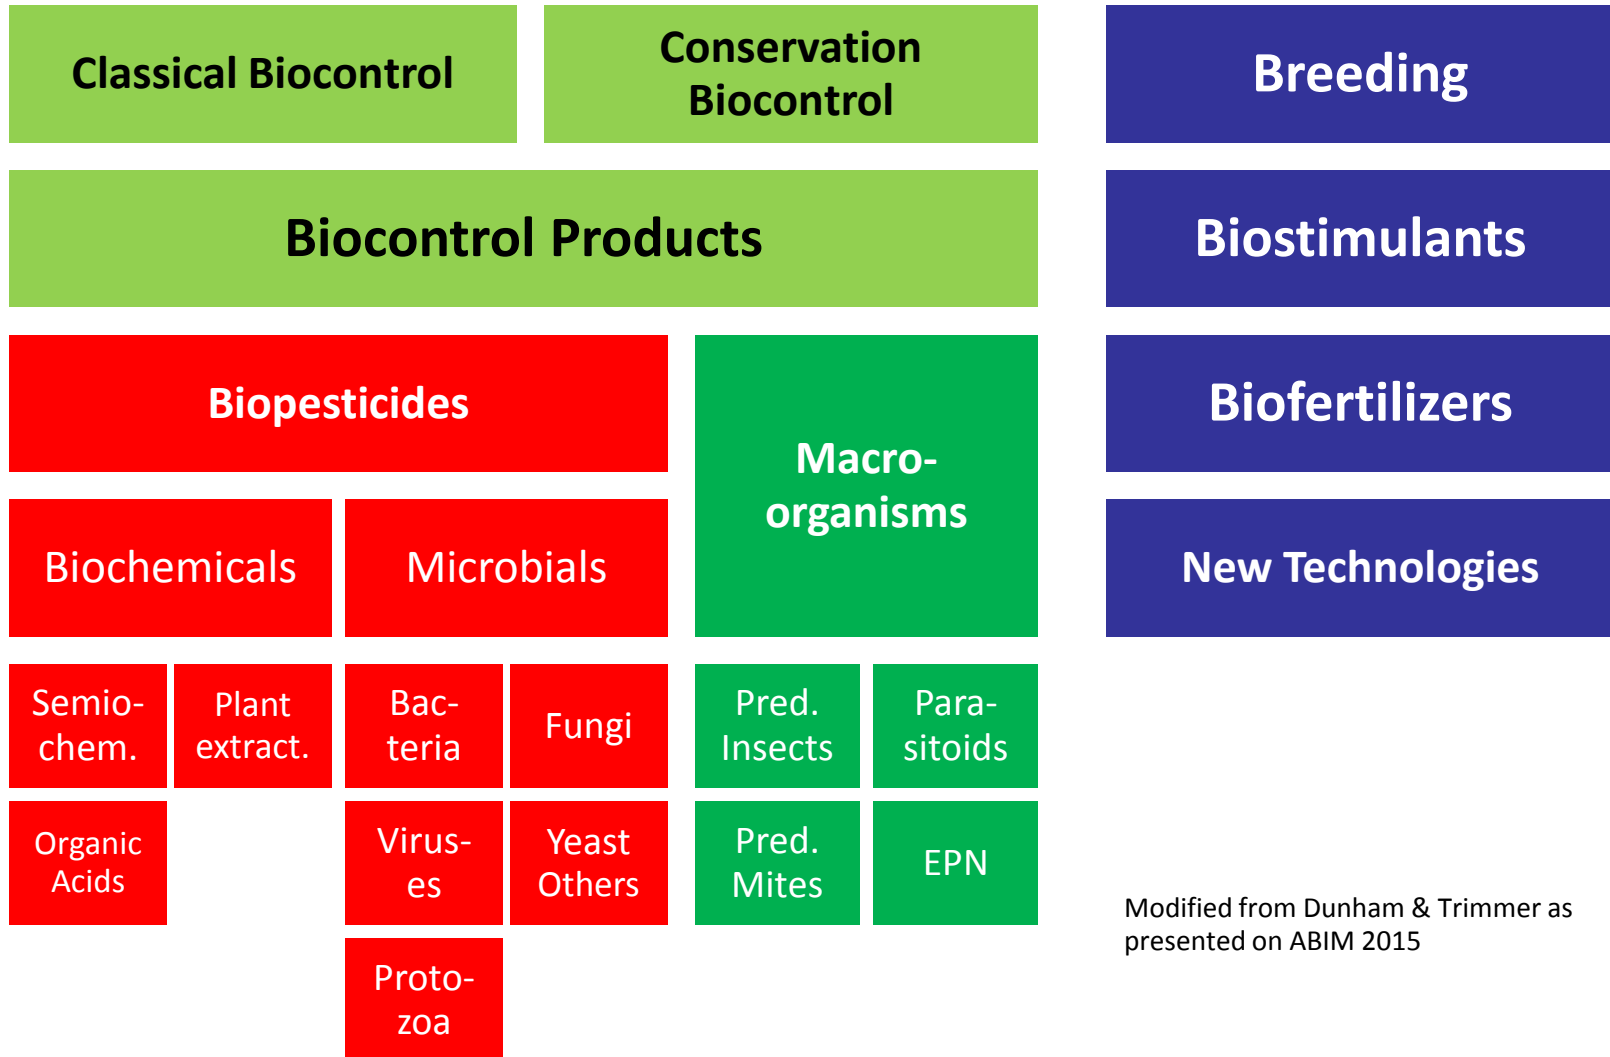 Classical Biocontrol
Conservation
Biocontrol
Breeding
Biocontrol Products
Biostimulants
Biopesticides
Macro-
organisms
Biofertilizers
Biochemicals
Microbials
New Technologies
Semio-
chem.
Plant
extract.
Bac-
teria
Fungi
Pred.
Insects
Para-
sitoids
Organic
Acids
Virus-
es
Yeast
Others
Pred.
Mites
EPN
Proto-
zoa
Modified from Dunham & Trimmer as
presented on ABIM 2015